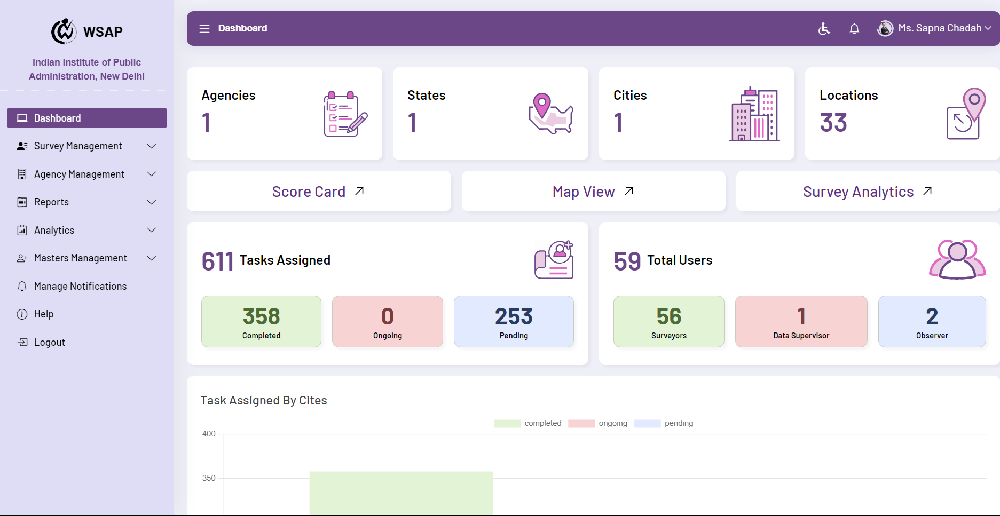 WSAP
Indian institute of Public
Administration, New Delhi
Dashboard
Survey Management
Agency Management
Reports
Analytics
Masters Management
Manage Notifications
Help
Logout
Dashboard
Ms. Sapna Chadah
Agencies
1
States
1
Cities
1
Locations
33
Score Card
Map View
Survey Analytics
611 Tasks Assigned
358
Completed
0
Ongoing
253
Pending
59 Total Users
56
Surveyors
1
Data Supervisor
2
Observer
Task Assigned By Cites
completed ongoing pending
400
350